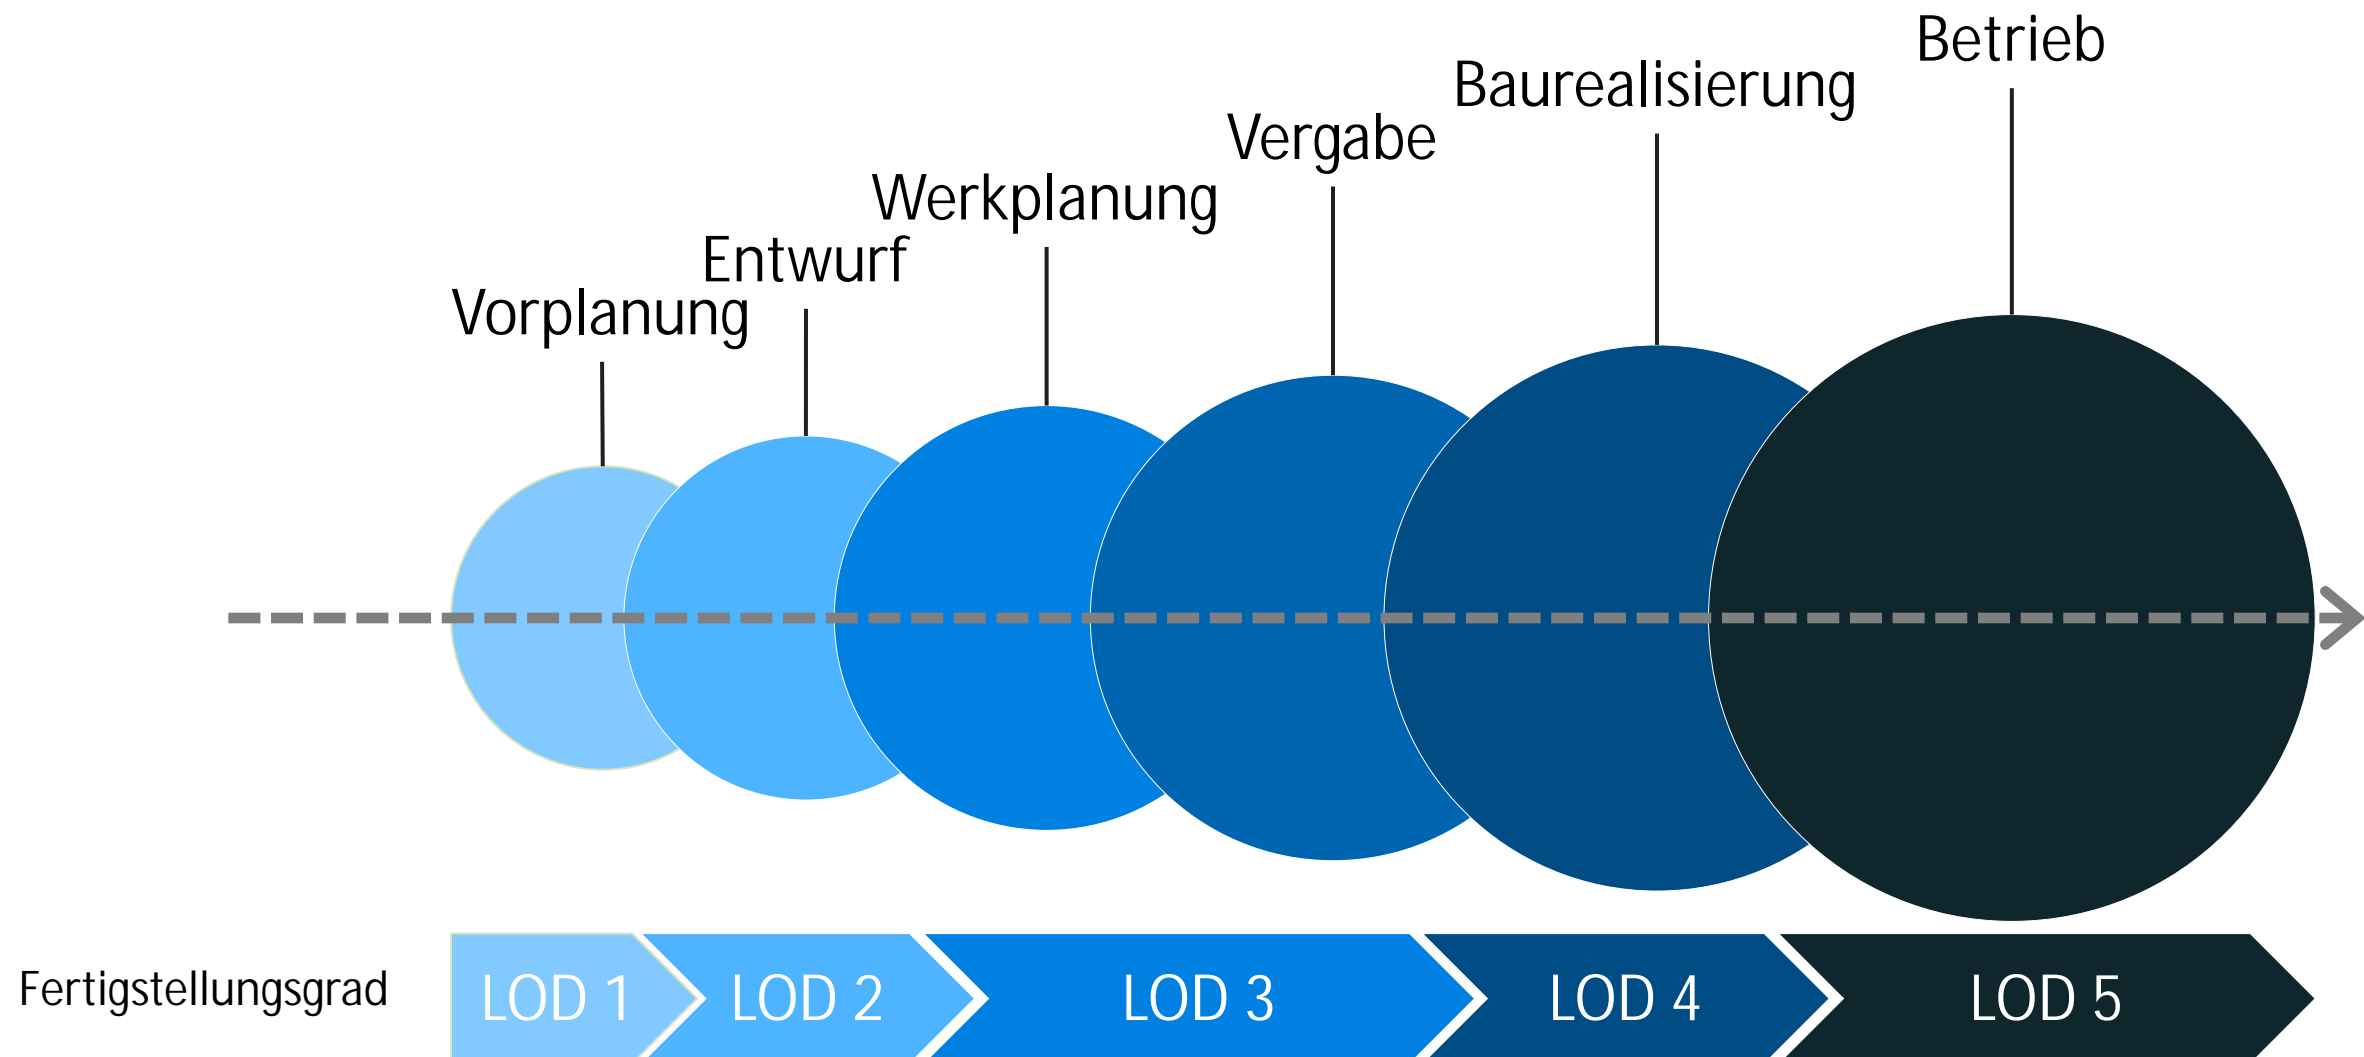 Vorplanung
Entwurf
Werkplanung
Vergabe
Baurealisierung
Betrieb
Fertigstellungsgrad
LOD 1
LOD 2
LOD 3
LOD 4
LOD 5